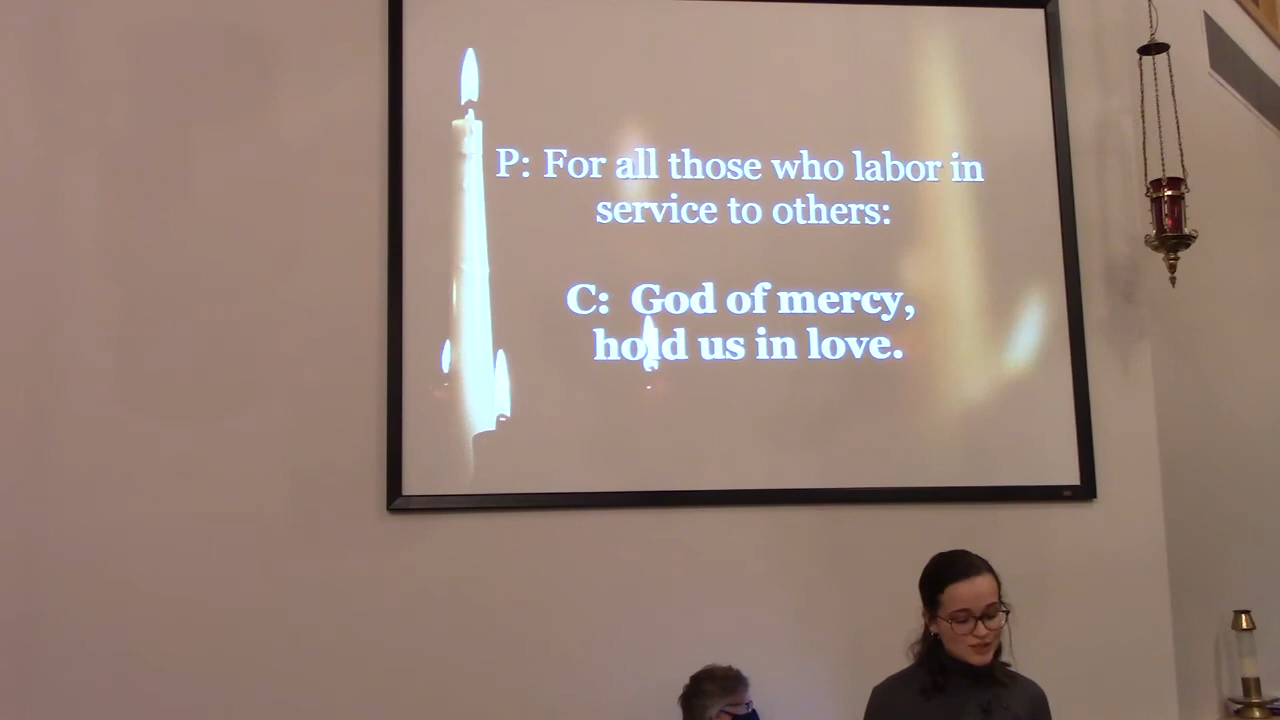 P: For all those who labor in
service to others:
C: God of mercy,
hold us in love.